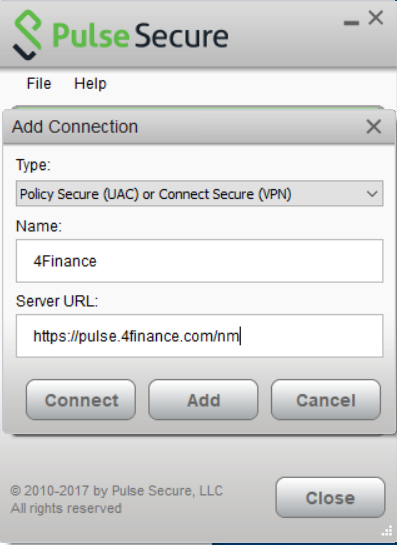 Pulse Secure
File Help
Add Connection
Type:
Policy Secure (UAC) or Connect Secure (VPN)
Name:
4Finance
Server URL:
https://pulse.4finance.com/nm
Connect Add Cancel
© 2010-2017 by Pulse Secure, LLC
All rights reserved
Close